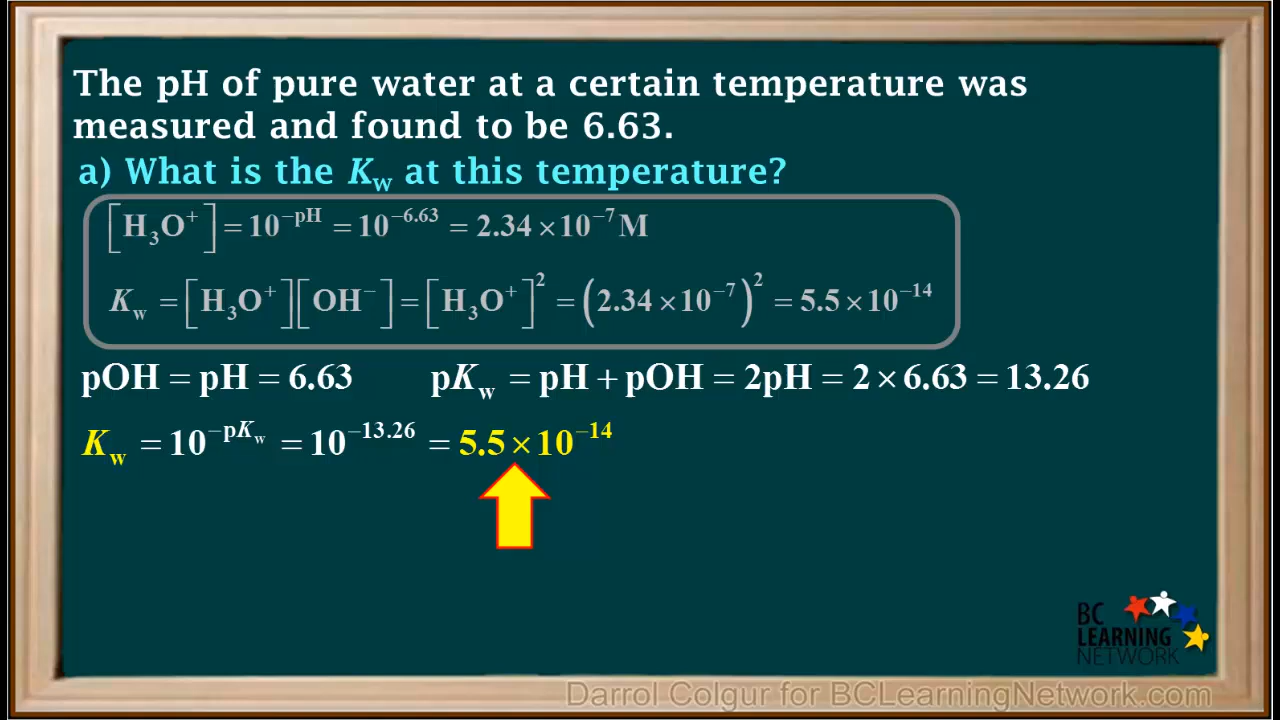 The pH of pure water at a certain temperature was
measured and found to be 6.63.
a) What is the Kw at this temperature?
[H₃O⁺] = 10⁻ᵖᴴ = 10⁻⁶·⁶³ = 2.34 × 10⁻⁷ M
Kw = [H₃O⁺][OH⁻] = [H₃O⁺]² = (2.34 × 10⁻⁷)² = 5.5 × 10⁻¹⁴
pOH = pH = 6.63 pKw = pH + pOH = 2pH = 2 × 6.63 = 13.26
Kw = 10^(−pKw) = 10^(−13.26) = 5.5 × 10⁻¹⁴
BC
LEARNING
NETWORK
Darrol Colgur for BCLearningNetwork.com